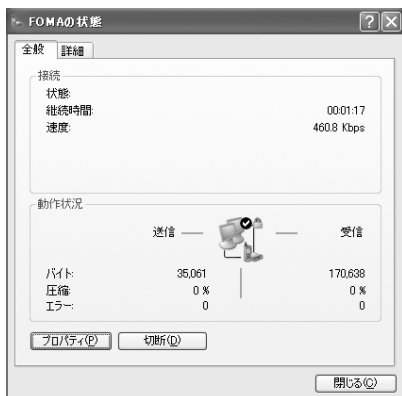 FOMAの状態
全般 詳細
接続
状態:
継続時間: 00:01:17
速度: 460.8 Kbps
動作状況
送信 — — 受信
バイト: 35,061 170,638
圧縮: 0 % 0 %
エラー: 0 0
プロパティ(P) 切断(D)
閉じる(C)